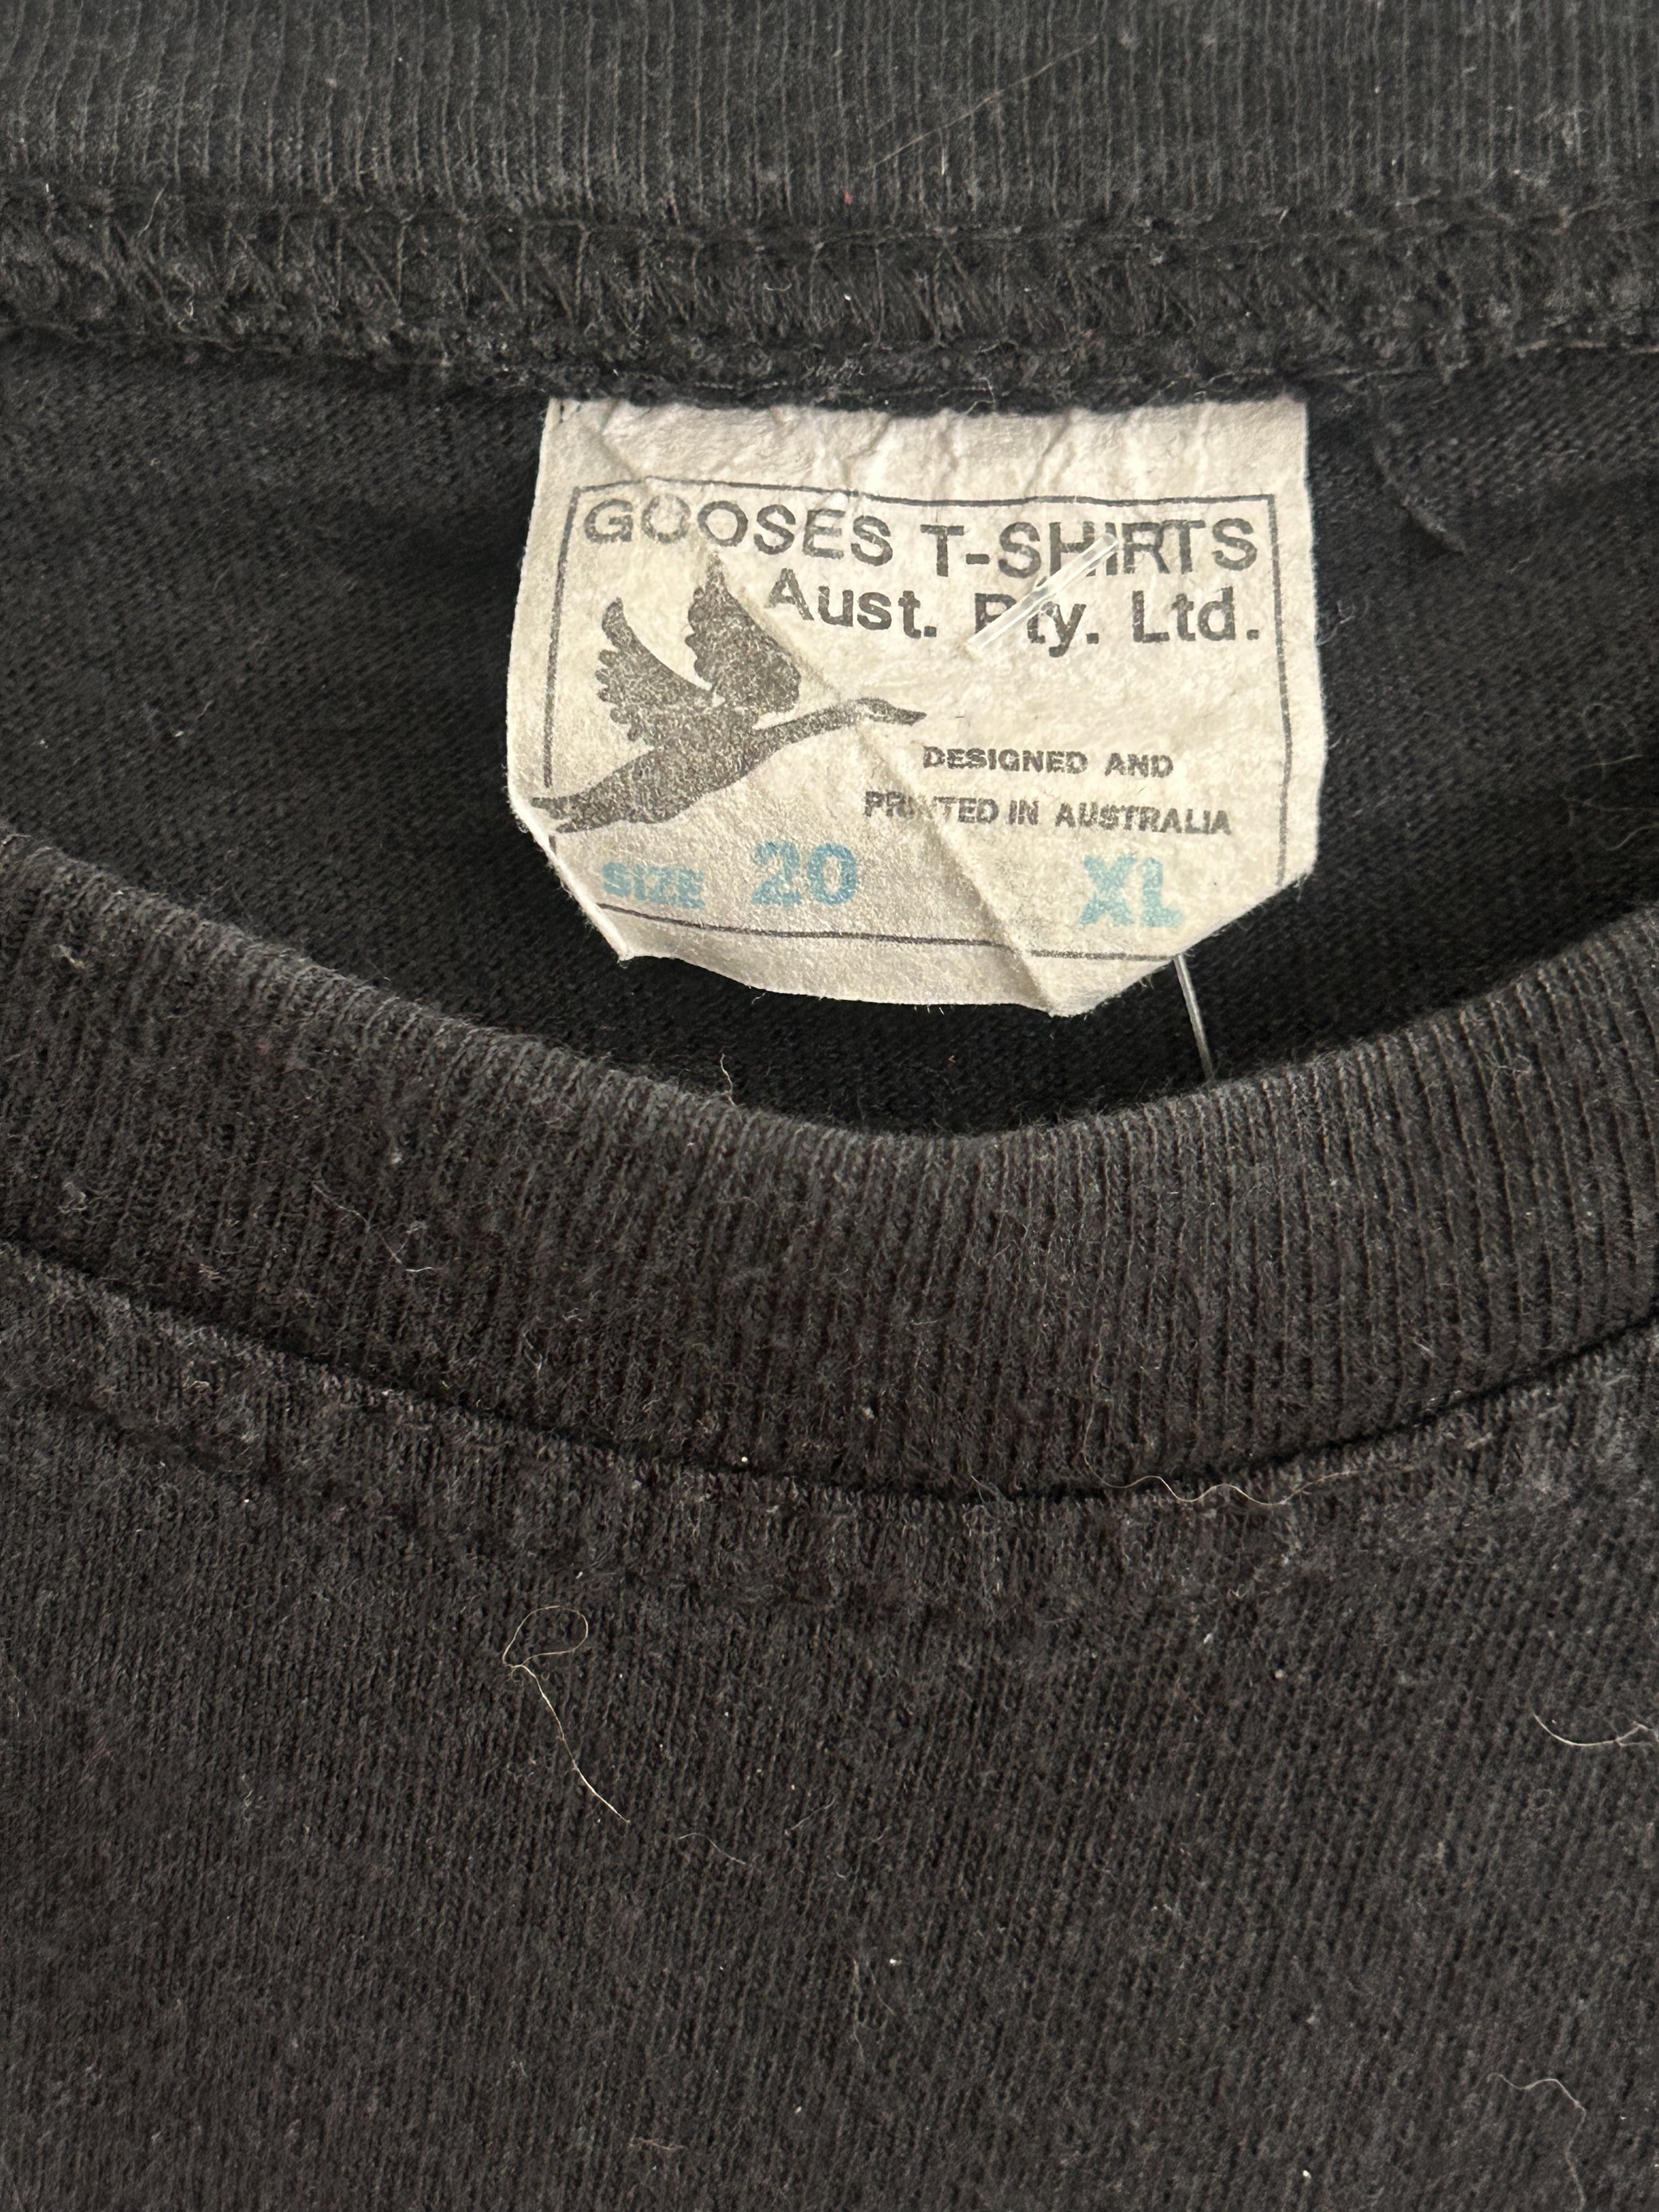 GOOSES T-SHIRTS
Aust. Pty. Ltd.
DESIGNED AND
PRINTED IN AUSTRALIA
SIZE 20 XL